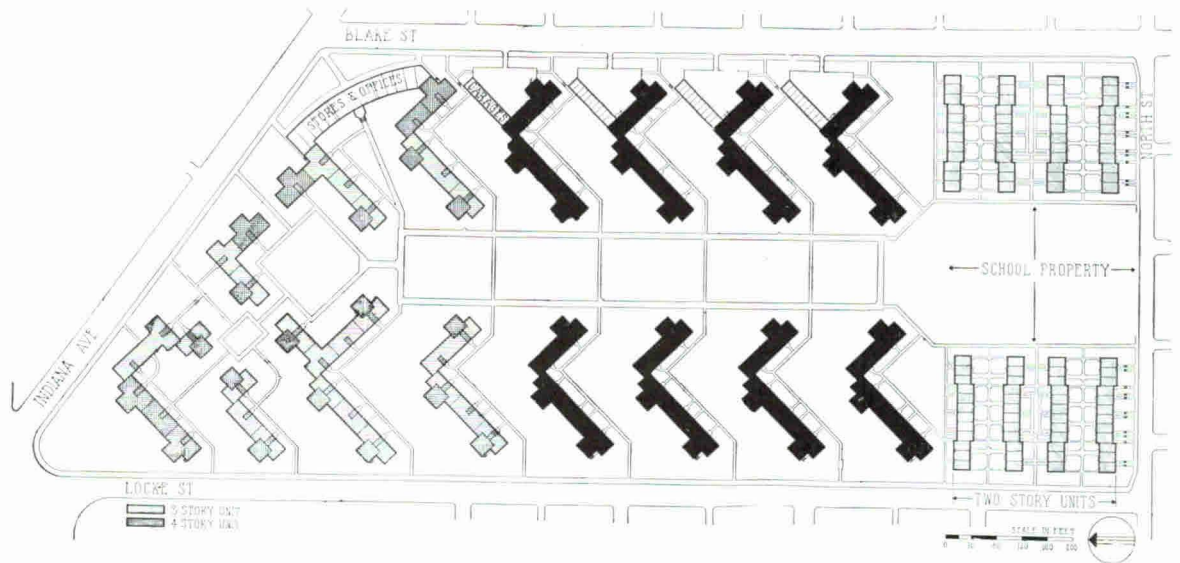 BLAKE ST
STORES & OFFICES
GARAGES
NORTH ST
SCHOOL PROPERTY
INDIANA AVE
LOCKE ST
3 STORY UNIT
4 STORY UNIT
TWO STORY UNITS
SCALE IN FEET